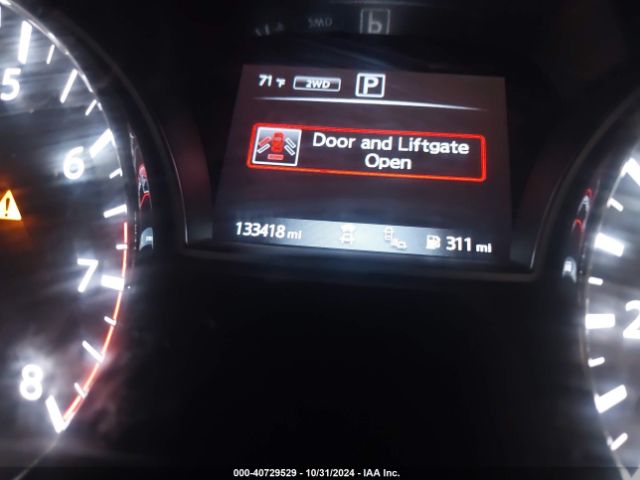 5
6
7
8
71°F 2WD P
Door and Liftgate
Open
133418 mi
311 mi
2
000-40729529 - 10/31/2024 - IAA Inc.